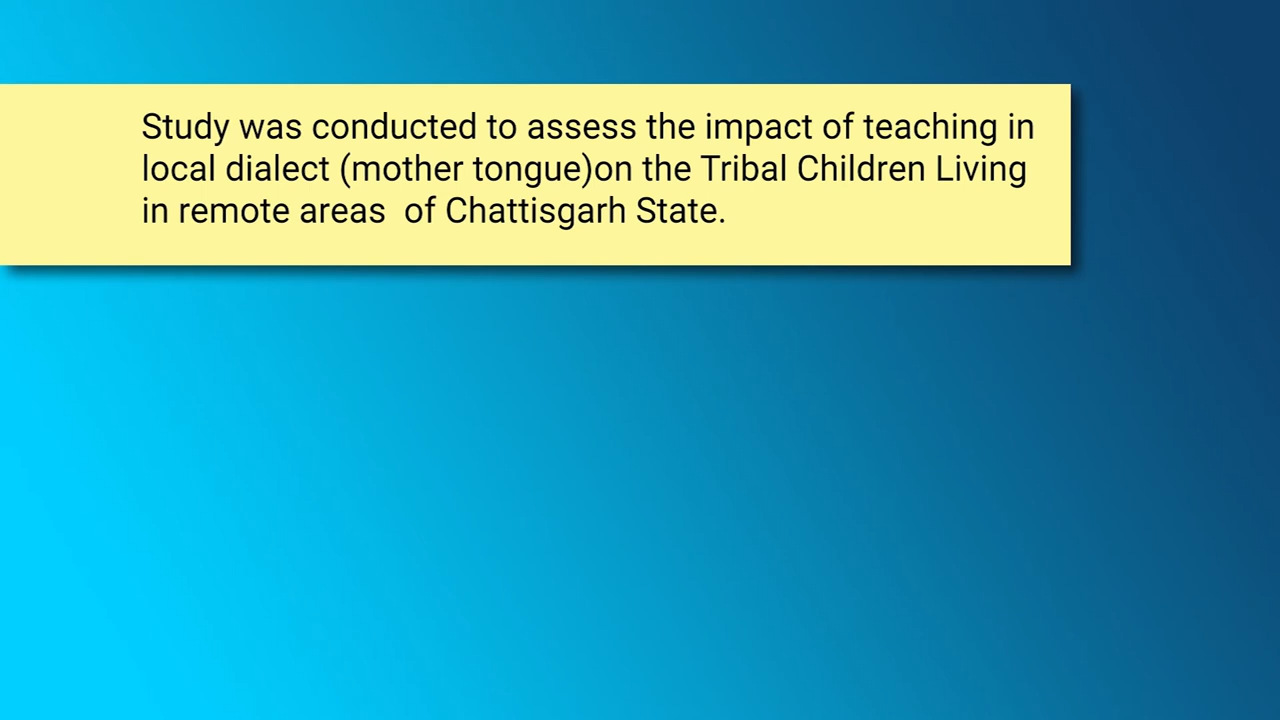 Study was conducted to assess the impact of teaching in
local dialect (mother tongue)on the Tribal Children Living
in remote areas  of Chattisgarh State.